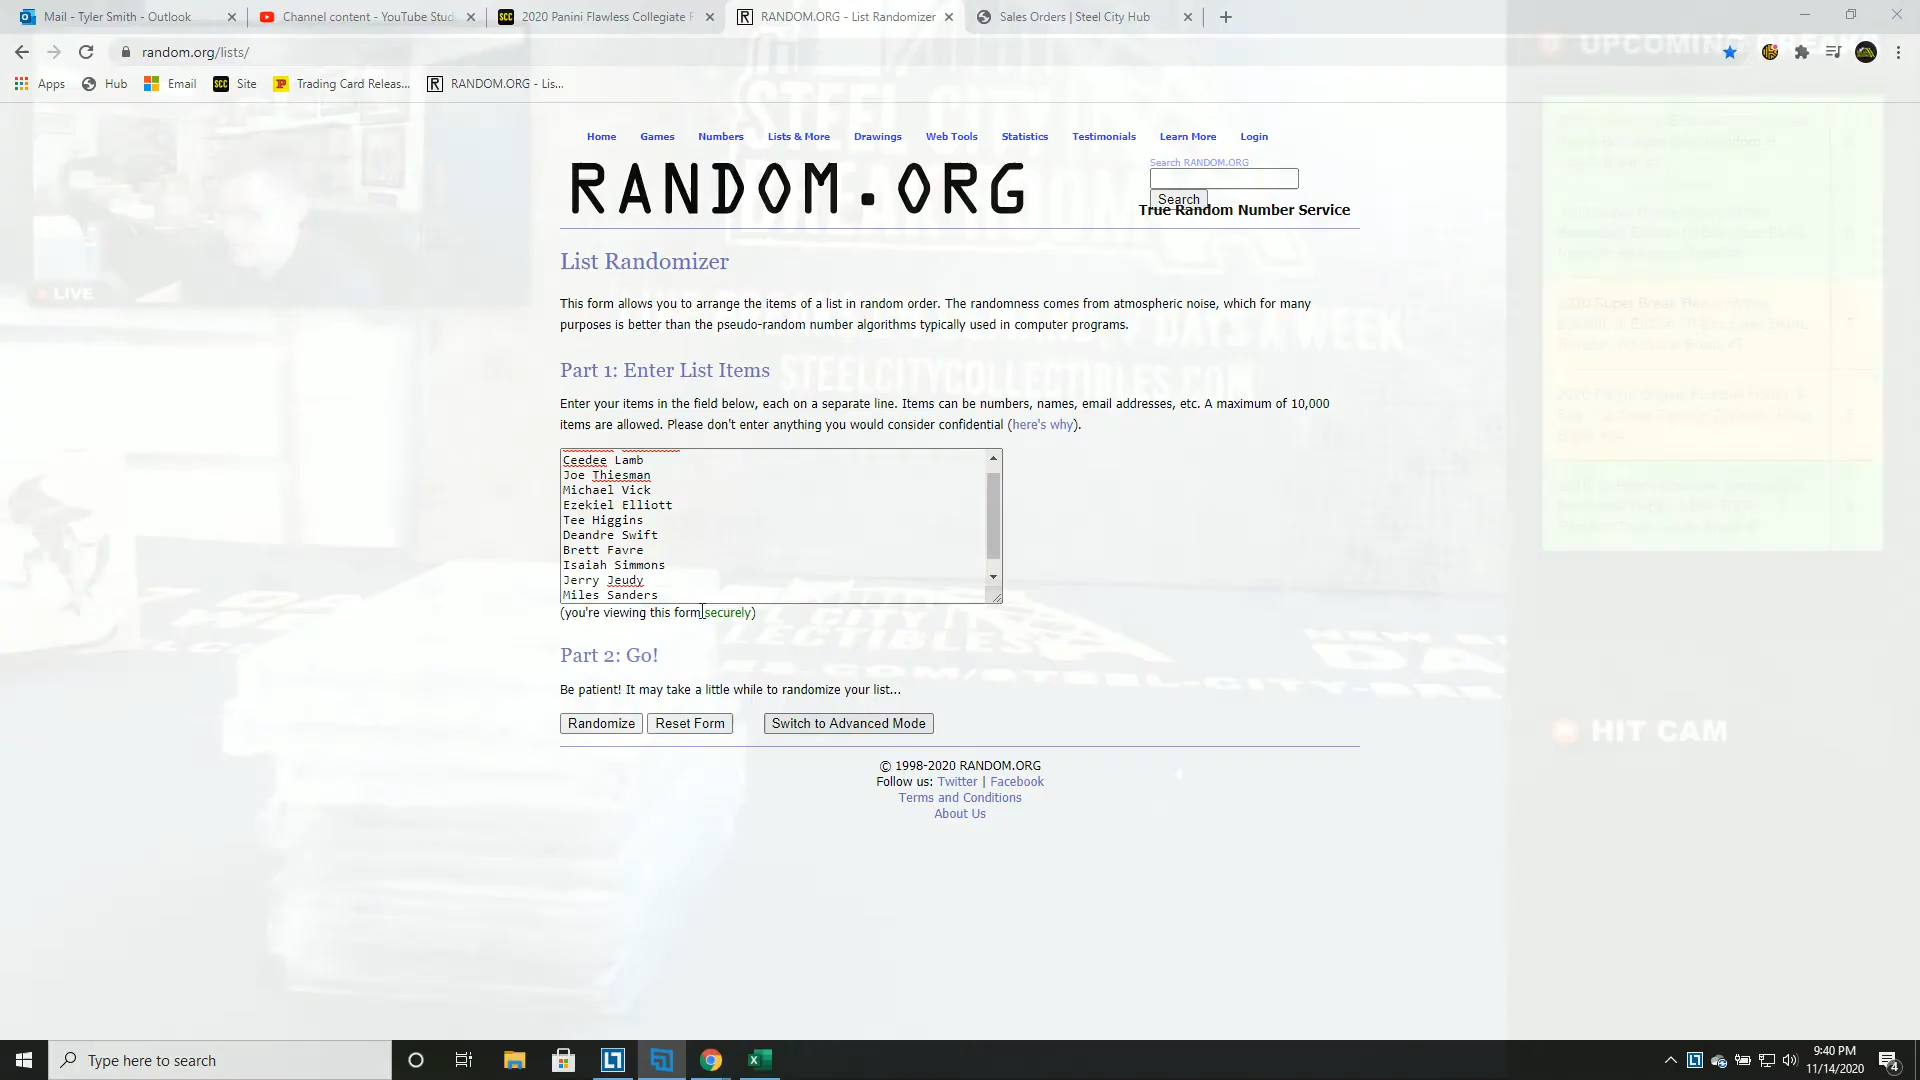 Mail - Tyler Smith - Outlook
Channel content - YouTube Stud
2020 Panini Flawless Collegiate F
RANDOM.ORG - List Randomizer
Sales Orders | Steel City Hub
random.org/lists/
Apps
Hub
Email
Site
Trading Card Releas...
RANDOM.ORG - Lis...
UPCOMING BREAKS
Home
Games
Numbers
Lists & More
Drawings
Web Tools
Statistics
Testimonials
Learn More
Login
RANDOM.ORG
Search RANDOM.ORG
Search
True Random Number Service
STEEL CITY
LIVE
List Randomizer
This form allows you to arrange the items of a list in random order. The randomness comes from atmospheric noise, which for many
purposes is better than the pseudo-random number algorithms typically used in computer programs.
7 DAYS A WEEK
STEELCITYCOLLECTIBLES.COM
Part 1: Enter List Items
Enter your items in the field below, each on a separate line. Items can be numbers, names, email addresses, etc. A maximum of 10,000
items are allowed. Please don't enter anything you would consider confidential (here's why).
Ceedee Lamb
Joe Thiesman
Michael Vick
Ezekiel Elliott
Tee Higgins
Deandre Swift
Brett Favre
Isaiah Simmons
Jerry Jeudy
Miles Sanders
(you're viewing this form securely)
Part 2: Go!
Be patient! It may take a little while to randomize your list...
Randomize
Reset Form
Switch to Advanced Mode
HIT CAM
© 1998-2020 RANDOM.ORG
Follow us: Twitter | Facebook
Terms and Conditions
About Us
Type here to search
9:40 PM
11/14/2020
4